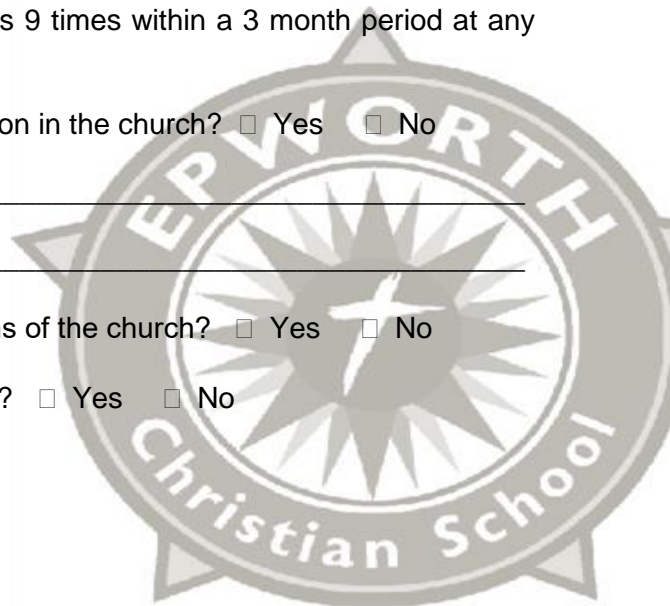 s 9 times within a 3 month period at any
on in the church? □ Yes □ No
ns of the church? □ Yes □ No
? □ Yes □ No
EPWORTH
Christian School